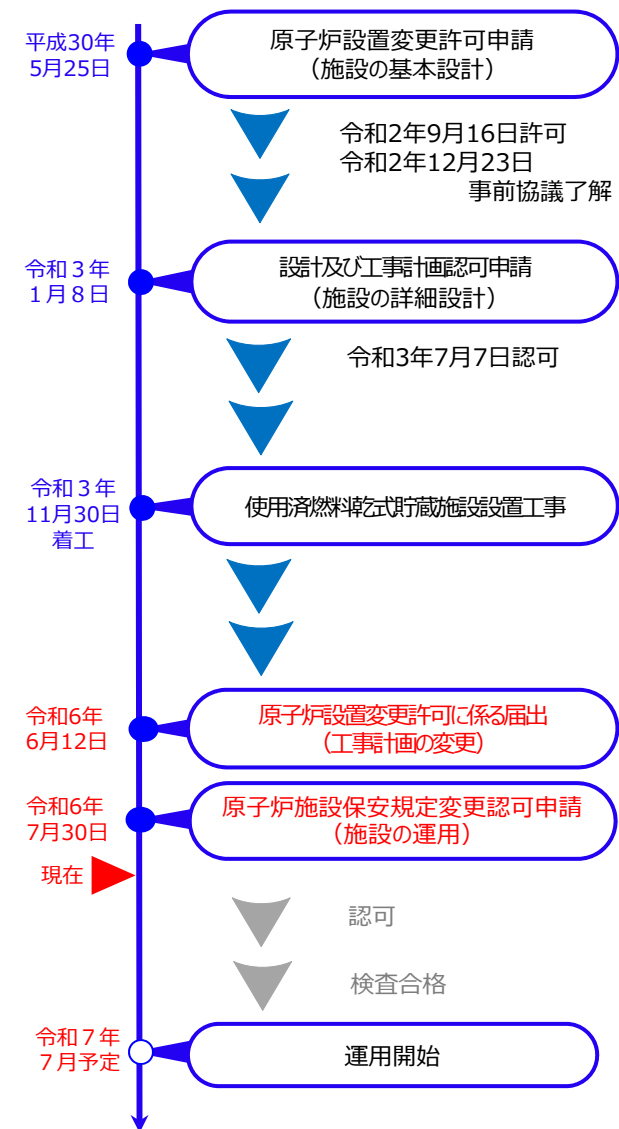 平成30年
5月25日
原子炉設置変更許可申請
（施設の基本設計）
令和2年9月16日許可
令和2年12月23日
事前協議了解
令和３年
１月８日
設計及び工事計画認可申請
（施設の詳細設計）
令和3年7月7日認可
令和３年
11月30日
着工
使用済燃料乾式貯蔵施設設置工事
令和6年
6月12日
原子炉設置変更許可に係る届出
（工事計画の変更）
令和6年
7月30日
原子炉施設保安規定変更認可申請
（施設の運用）
現在
認可
検査合格
令和７年
７月予定
運用開始